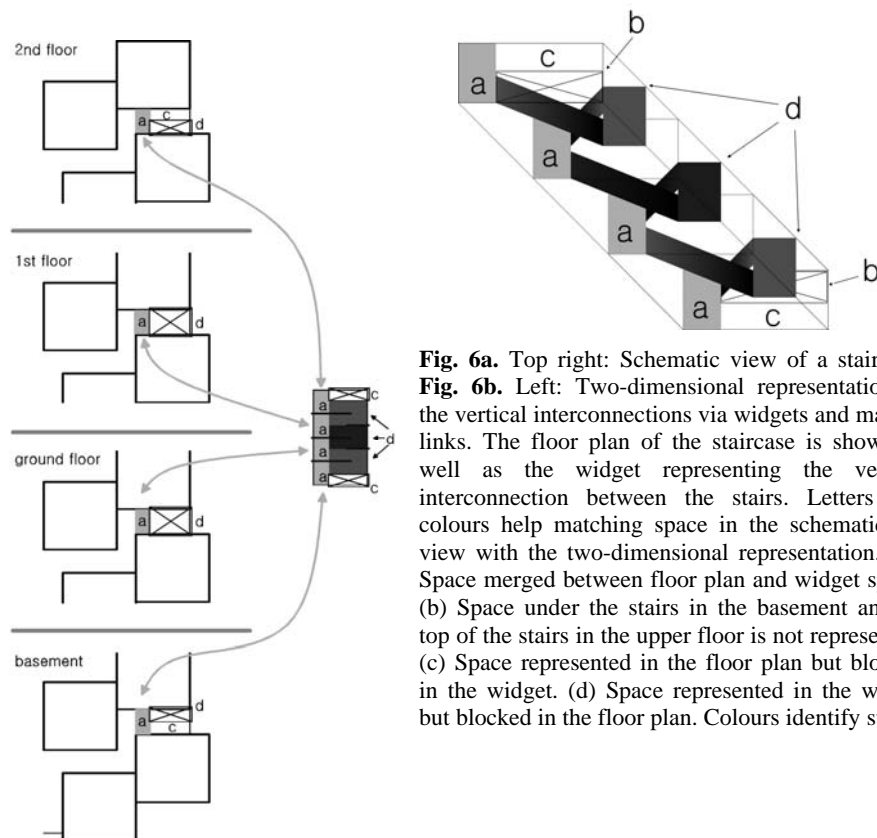 2nd floor
c
a
d
1st floor
a
d
ground floor
a
d
basement
a
d
c
c
a
a
a
a
d
c
b
c
a
d
a
a
a
b
c
Fig. 6a. Top right: Schematic view of a stair
Fig. 6b. Left: Two-dimensional representatio
the vertical interconnections via widgets and ma
links. The floor plan of the staircase is show
well as the widget representing the ve
interconnection between the stairs. Letters
colours help matching space in the schematic
view with the two-dimensional representation.
Space merged between floor plan and widget s
(b) Space under the stairs in the basement an
top of the stairs in the upper floor is not represe
(c) Space represented in the floor plan but blo
in the widget. (d) Space represented in the w
but blocked in the floor plan. Colours identify s